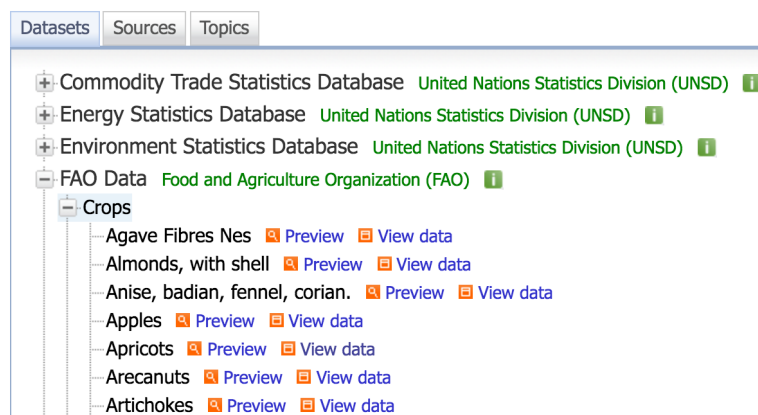 Datasets Sources Topics
Commodity Trade Statistics Database United Nations Statistics Division (UNSD) i
Energy Statistics Database United Nations Statistics Division (UNSD) i
Environment Statistics Database United Nations Statistics Division (UNSD) i
FAO Data Food and Agriculture Organization (FAO) i
Crops
Agave Fibres Nes Preview View data
Almonds, with shell Preview View data
Anise, badian, fennel, corian. Preview View data
Apples Preview View data
Apricots Preview View data
Arecanuts Preview View data
Artichokes Preview View data